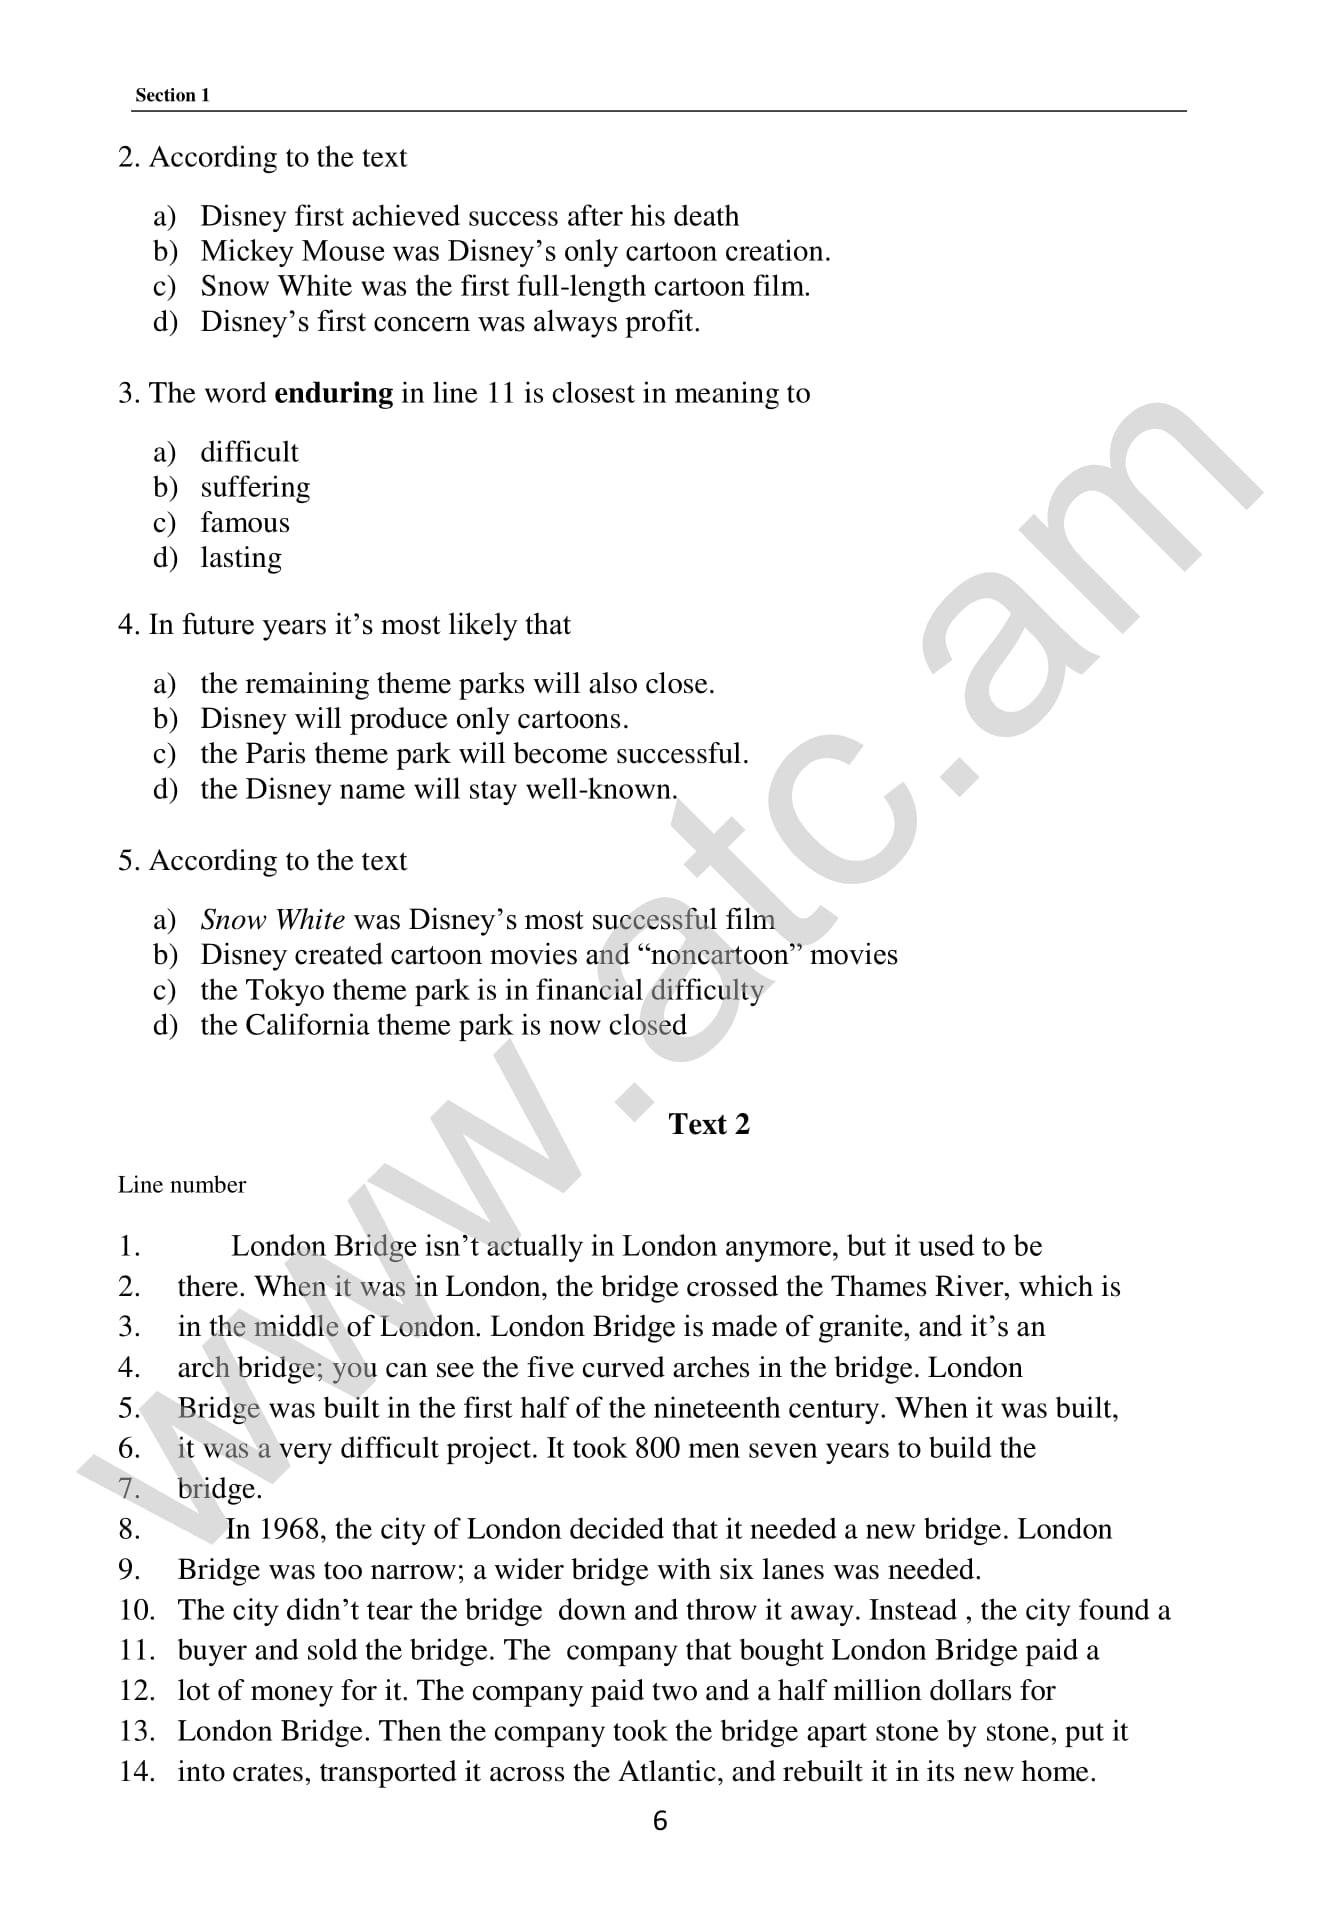 Section 1
2. According to the text
a) Disney first achieved success after his death
b) Mickey Mouse was Disney’s only cartoon creation.
c) Snow White was the first full-length cartoon film.
d) Disney’s first concern was always profit.
3. The word enduring in line 11 is closest in meaning to
a) difficult
b) suffering
c) famous
d) lasting
4. In future years it’s most likely that
a) the remaining theme parks will also close.
b) Disney will produce only cartoons.
c) the Paris theme park will become successful.
d) the Disney name will stay well-known.
5. According to the text
a) Snow White was Disney’s most successful film
b) Disney created cartoon movies and “noncartoon” movies
c) the Tokyo theme park is in financial difficulty
d) the California theme park is now closed
Text 2
Line number
1. London Bridge isn’t actually in London anymore, but it used to be
2. there. When it was in London, the bridge crossed the Thames River, which is
3. in the middle of London. London Bridge is made of granite, and it’s an
4. arch bridge; you can see the five curved arches in the bridge. London
5. Bridge was built in the first half of the nineteenth century. When it was built,
6. it was a very difficult project. It took 800 men seven years to build the
7. bridge.
8. In 1968, the city of London decided that it needed a new bridge. London
9. Bridge was too narrow; a wider bridge with six lanes was needed.
10. The city didn’t tear the bridge down and throw it away. Instead , the city found a
11. buyer and sold the bridge. The company that bought London Bridge paid a
12. lot of money for it. The company paid two and a half million dollars for
13. London Bridge. Then the company took the bridge apart stone by stone, put it
14. into crates, transported it across the Atlantic, and rebuilt it in its new home.
6
www.atc.am